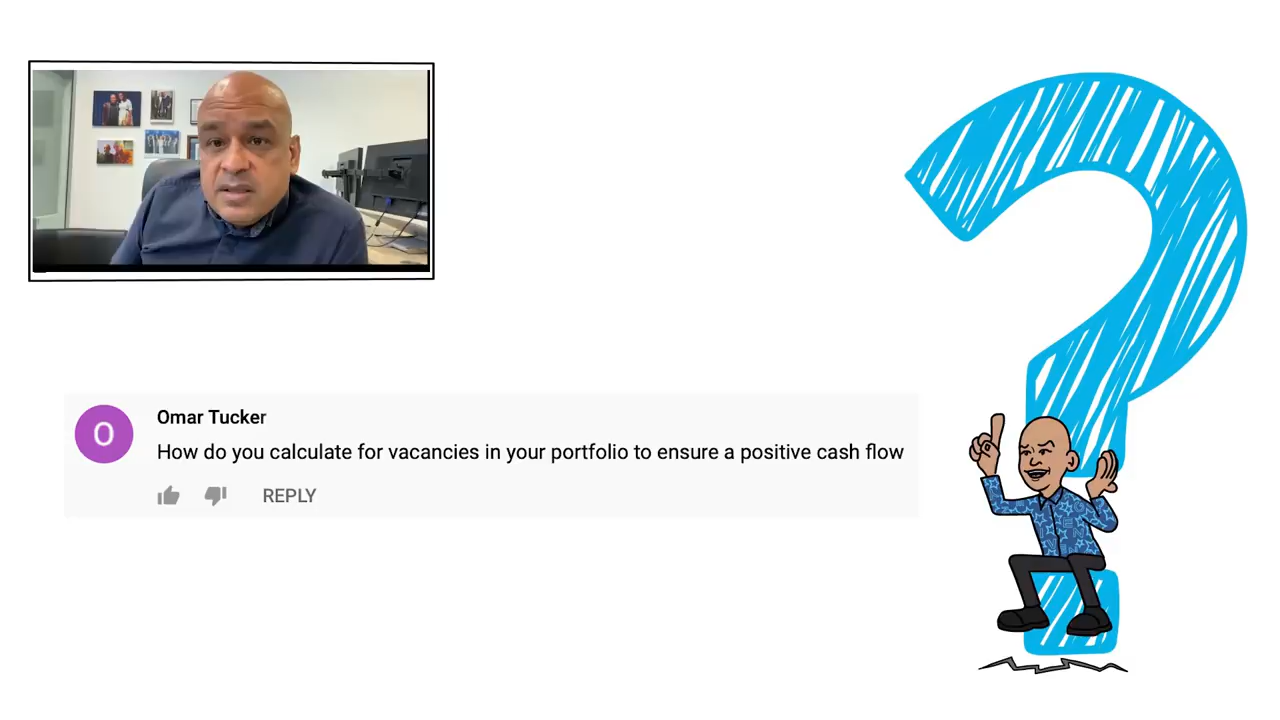 O
Omar Tucker
How do you calculate for vacancies in your portfolio to ensure a positive cash flow
REPLY